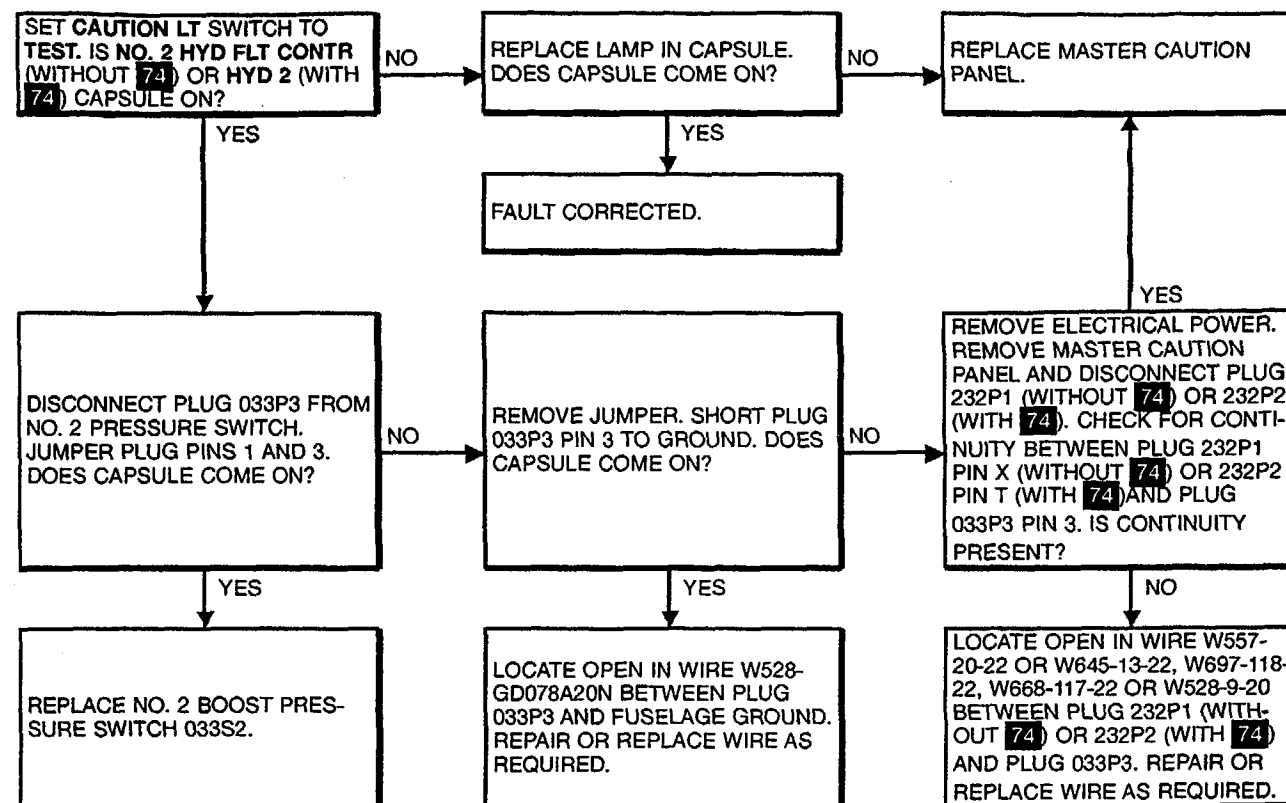 SET CAUTION LT SWITCH TO
TEST. IS NO. 2 HYD FLT CONTR
(WITHOUT 74) OR HYD 2 (WITH
74) CAPSULE ON?
NO
REPLACE LAMP IN CAPSULE.
DOES CAPSULE COME ON?
NO
REPLACE MASTER CAUTION
PANEL.
YES
YES
FAULT CORRECTED.
YES
DISCONNECT PLUG 033P3 FROM
NO. 2 PRESSURE SWITCH.
JUMPER PLUG PINS 1 AND 3.
DOES CAPSULE COME ON?
NO
REMOVE JUMPER. SHORT PLUG
033P3 PIN 3 TO GROUND. DOES
CAPSULE COME ON?
NO
REMOVE ELECTRICAL POWER.
REMOVE MASTER CAUTION
PANEL AND DISCONNECT PLUG
232P1 (WITHOUT 74) OR 232P2
(WITH 74). CHECK FOR CONTI-
NUITY BETWEEN PLUG 232P1
PIN X (WITHOUT 74) OR 232P2
PIN T (WITH 74)AND PLUG
033P3 PIN 3. IS CONTINUITY
PRESENT?
YES
YES
NO
REPLACE NO. 2 BOOST PRES-
SURE SWITCH 033S2.
LOCATE OPEN IN WIRE W528-
GD078A20N BETWEEN PLUG
033P3 AND FUSELAGE GROUND.
REPAIR OR REPLACE WIRE AS
REQUIRED.
LOCATE OPEN IN WIRE W557-
20-22 OR W645-13-22, W697-118-
22, W668-117-22 OR W528-9-20
BETWEEN PLUG 232P1 (WITH-
OUT 74) OR 232P2 (WITH 74)
AND PLUG 033P3. REPAIR OR
REPLACE WIRE AS REQUIRED.